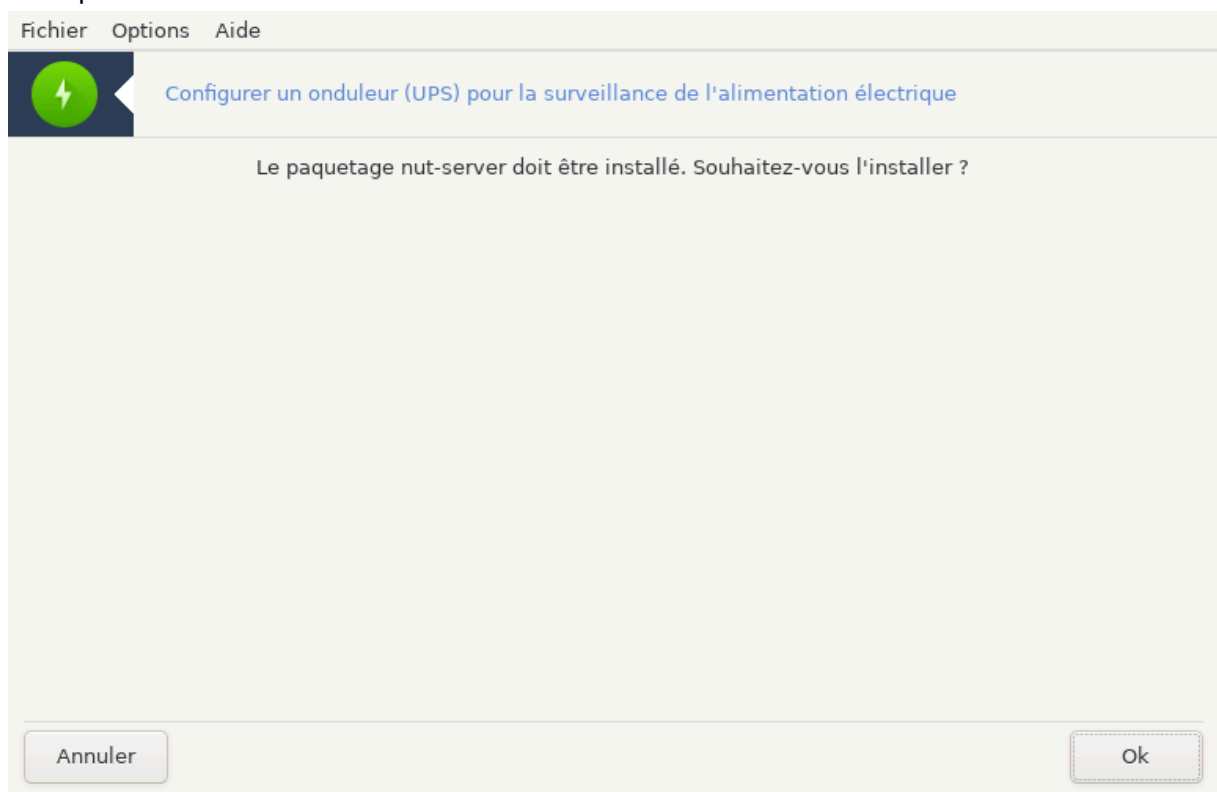 Fichier Options Aide
Configurer un onduleur (UPS) pour la surveillance de l'alimentation électrique
Le paquetage nut-server doit être installé. Souhaitez-vous l'installer ?
Annuler Ok